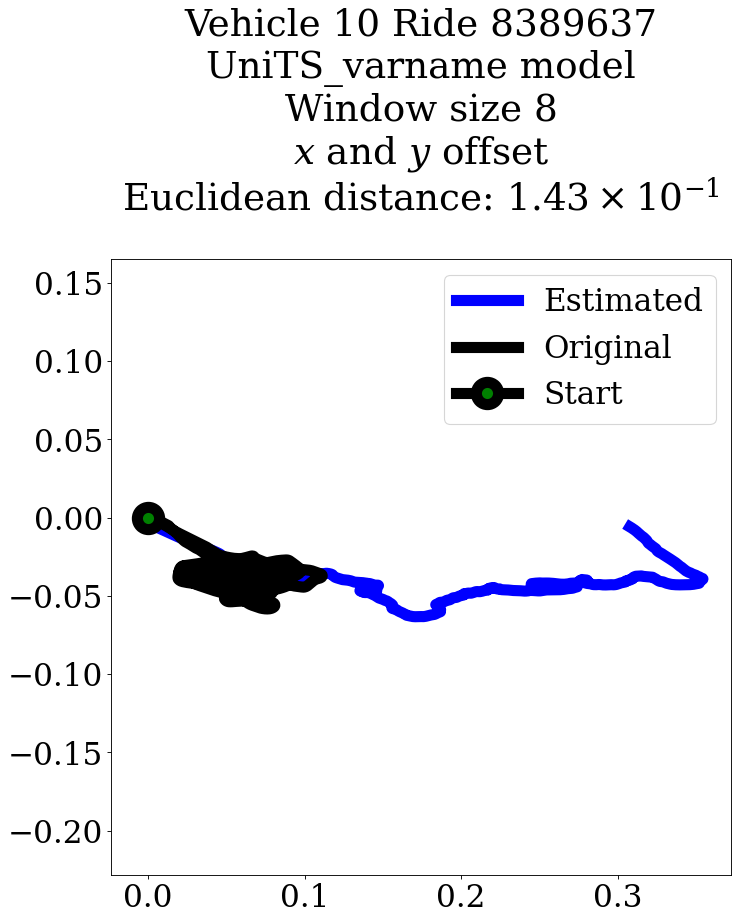 Vehicle 10 Ride 8389637
UniTS_varname model
Window size 8
x and y offset
Euclidean distance: 1.43 × 10⁻¹
Estimated
Original
Start
0.15
0.10
0.05
0.00
−0.05
−0.10
−0.15
−0.20
0.0 0.1 0.2 0.3